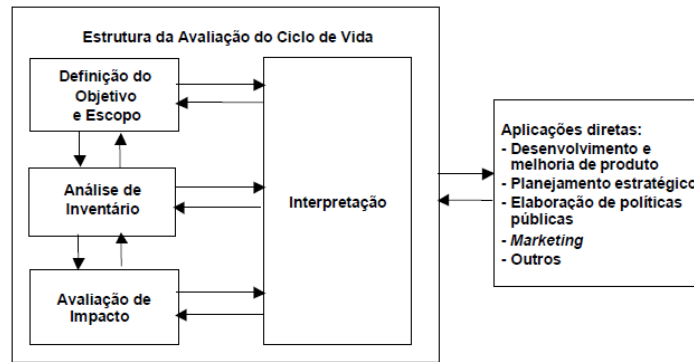 Estrutura da Avaliação do Ciclo de Vida
Definição do
Objetivo
e Escopo
Análise de
Inventário
Avaliação de
Impacto
Interpretação
Aplicações diretas:
- Desenvolvimento e
melhoria de produto
- Planejamento estratégico
- Elaboração de políticas
públicas
- Marketing
- Outros